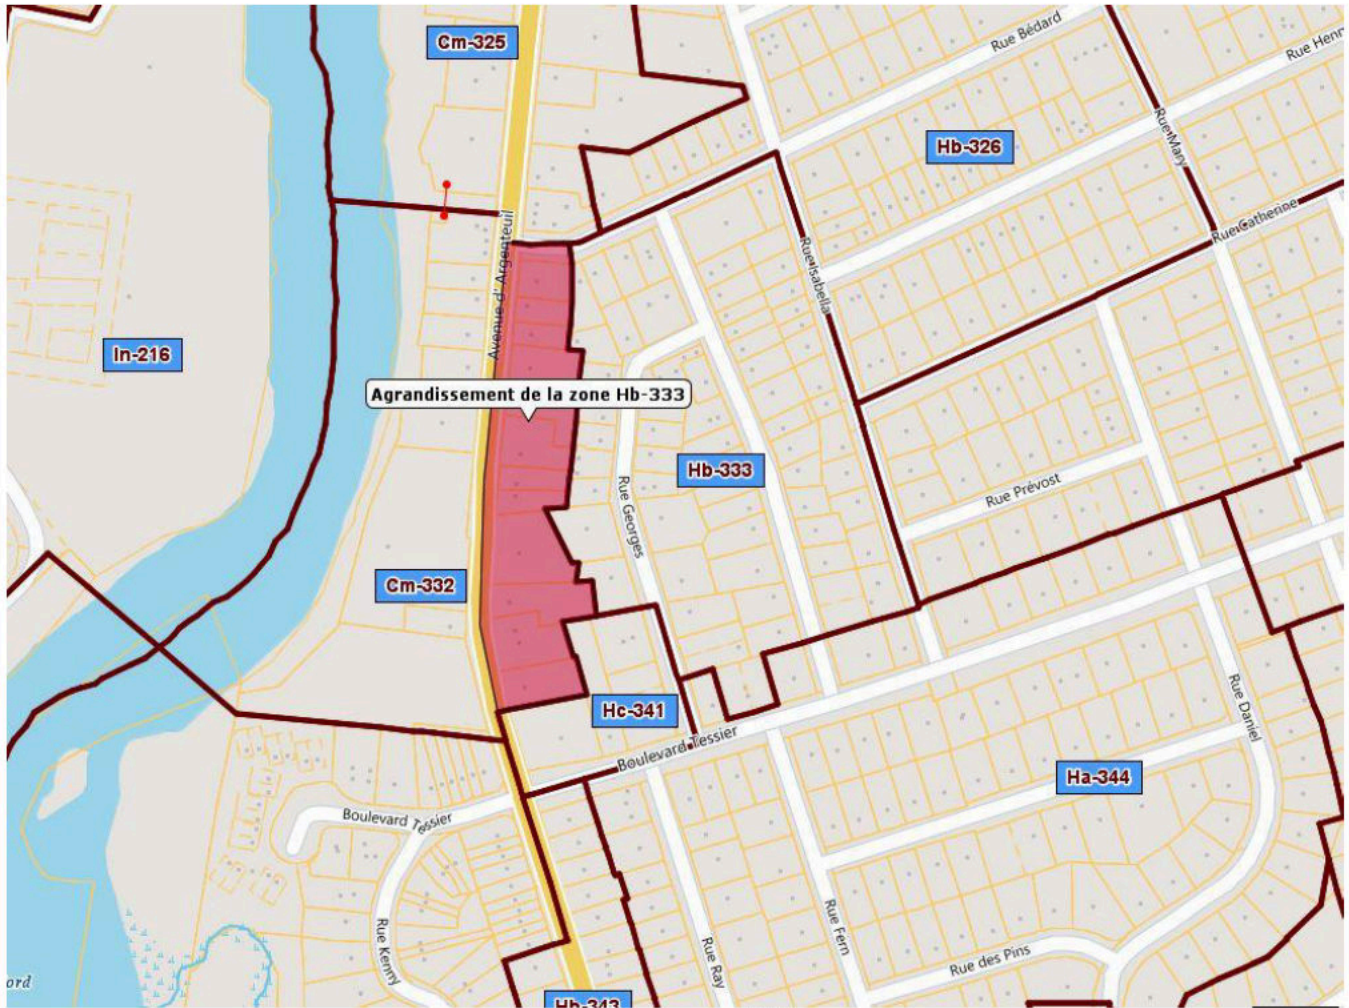 Cm-325
Rue Bédard
Rue Henr
Rue Mary
Hb-326
Avenue d'Argenteuil
Rue Catherine
Rue Isabella
In-216
Agrandissement de la zone Hb-333
Hb-333
Rue Prévost
Rue Georges
Cm-332
Hc-341
Rue Daniel
Boulevard Tessier
Ha-344
Boulevard Tessier
Rue Kenny
Rue Fern
Rue Ray
Rue des Pins
ord
Hb-343